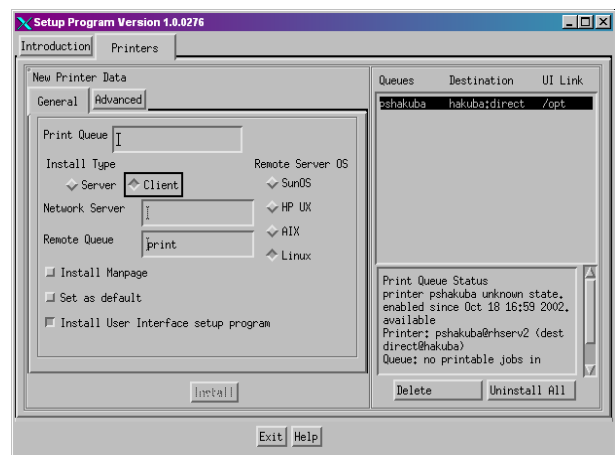 Setup Program Version 1.0.0276
Introduction Printers
New Printer Data
General Advanced
Print Queue
Install Type
Server Client
Network Server
Remote Queue print
Install Manpage
Set as default
Install User Interface setup program
Remote Server OS
SunOS
HP UX
AIX
Linux
Install
Queues Destination UI Link
pshakuba hakuba:direct /opt
Print Queue Status
printer pshakuba unknown state.
enabled since Oct 18 16:59 2002.
available
Printer: pshakuba@rhserv2 (dest
direct@hakuba)
Queue: no printable jobs in
Delete Uninstall All
Exit Help